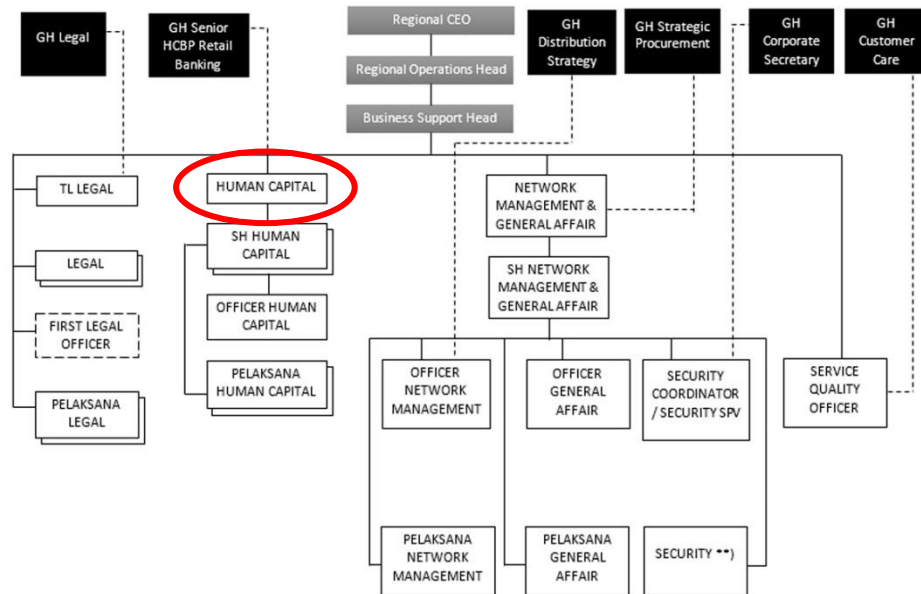 GH Legal
GH Senior
HCBP Retail
Banking
Regional CEO
Regional Operations Head
Business Support Head
GH
Distribution
Strategy
GH Strategic
Procurement
GH
Corporate
Secretary
GH
Customer
Care
TL LEGAL
LEGAL
FIRST LEGAL
OFFICER
PELAKSANA
LEGAL
HUMAN CAPITAL
SH HUMAN
CAPITAL
OFFICER HUMAN
CAPITAL
PELAKSANA
HUMAN CAPITAL
NETWORK
MANAGEMENT &
GENERAL AFFAIR
SH NETWORK
MANAGEMENT &
GENERAL AFFAIR
OFFICER
NETWORK
MANAGEMENT
OFFICER
GENERAL
AFFAIR
SECURITY
COORDINATOR
/ SECURITY SPV
SERVICE
QUALITY
OFFICER
PELAKSANA
NETWORK
MANAGEMENT
PELAKSANA
GENERAL
AFFAIR
SECURITY **)